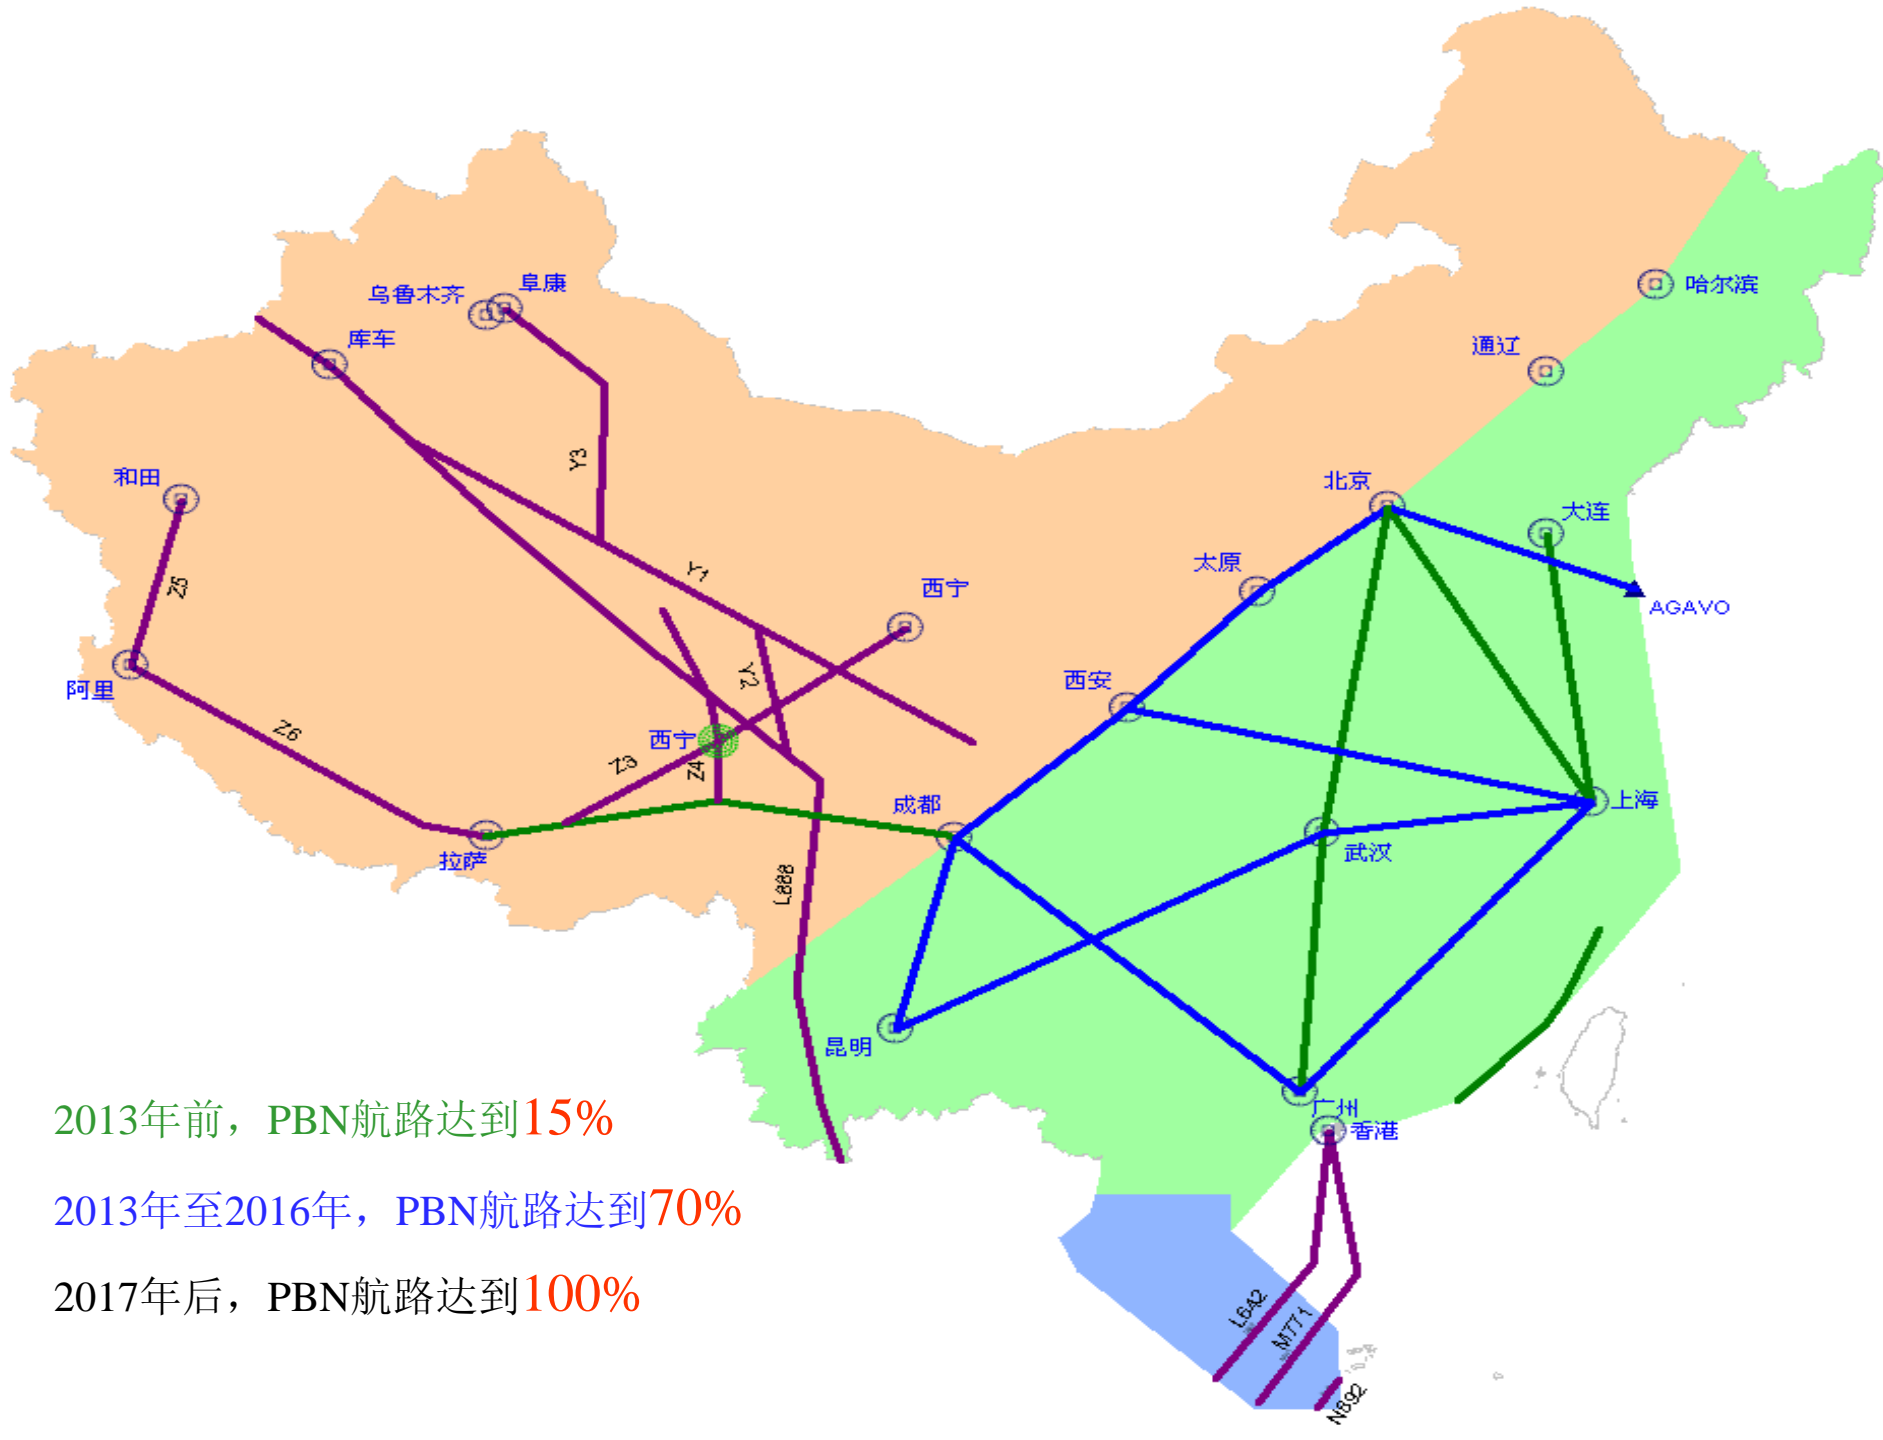 哈尔滨
阜康
乌鲁木齐
库车
通辽
和田
北京
Y3
大连
太原
Y1
西宁
Z5
AGAVO
阿里
西安
Y2
Z6
西宁
Z3
Z4
成都
上海
拉萨
武汉
L888
昆明
广州
香港
2013年前，PBN航路达到15%
2013年至2016年，PBN航路达到70%
2017年后，PBN航路达到100%
L642
M771
N892